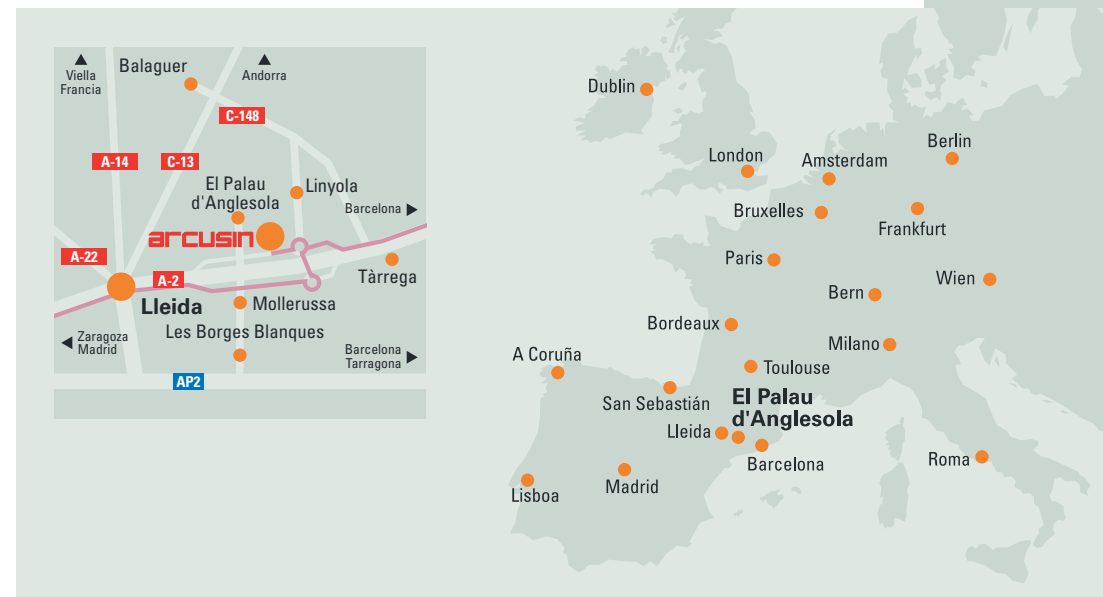 Viella
Francia
Balaguer
Andorra
C-148
A-14
C-13
El Palau
d'Anglesola
Linyola
Barcelona
arcusin
A-22
A-2
Tàrrega
Lleida
Mollerussa
Les Borges Blanques
Zaragoza
Madrid
Barcelona
Tarragona
AP2
Dublin
London
Amsterdam
Berlin
Bruxelles
Frankfurt
Paris
Wien
Bern
Bordeaux
Milano
A Coruña
Toulouse
San Sebastián
El Palau
d'Anglesola
Lleida
Barcelona
Roma
Madrid
Lisboa